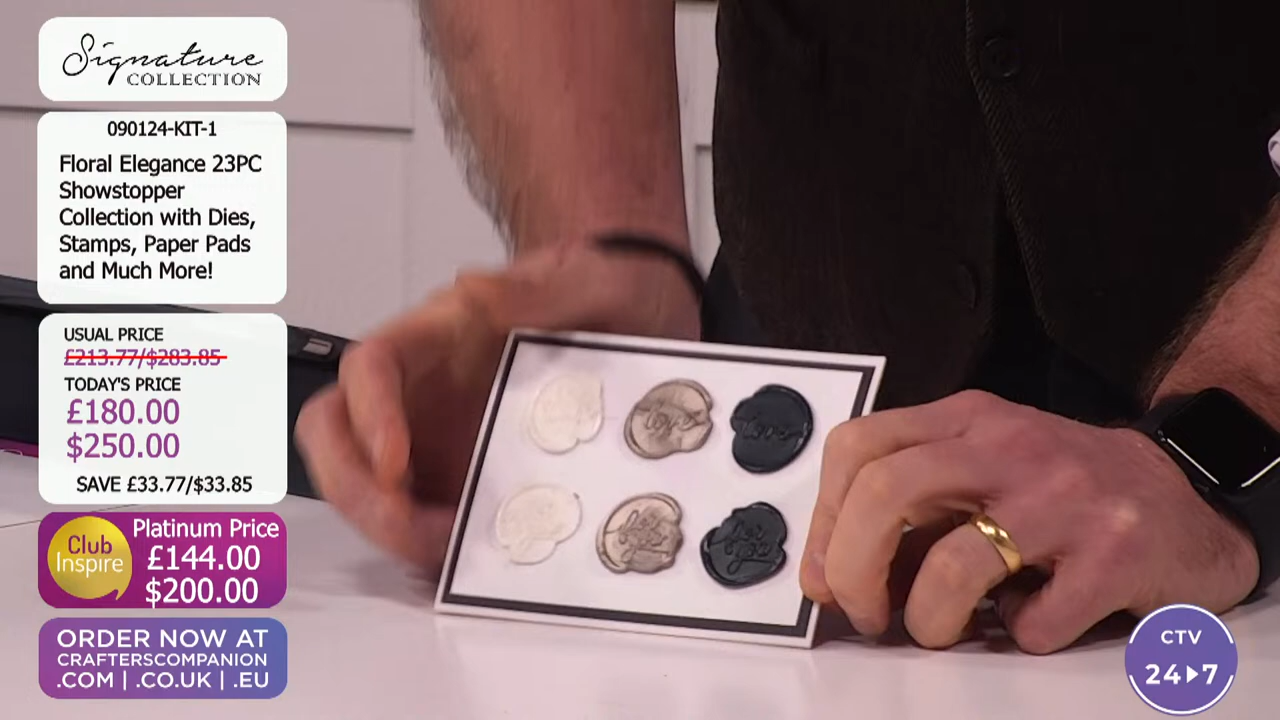 Signature
COLLECTION
090124-KIT-1
Floral Elegance 23PC
Showstopper
Collection with Dies,
Stamps, Paper Pads
and Much More!
USUAL PRICE
£213.77/$283.85
TODAY'S PRICE
£180.00
$250.00
SAVE £33.77/$33.85
Club
Inspire
Platinum Price
£144.00
$200.00
ORDER NOW AT
CRAFTERSCOMPANION
.COM | .CO.UK | .EU
love
love
for
you
for
you
CTV
24▶7